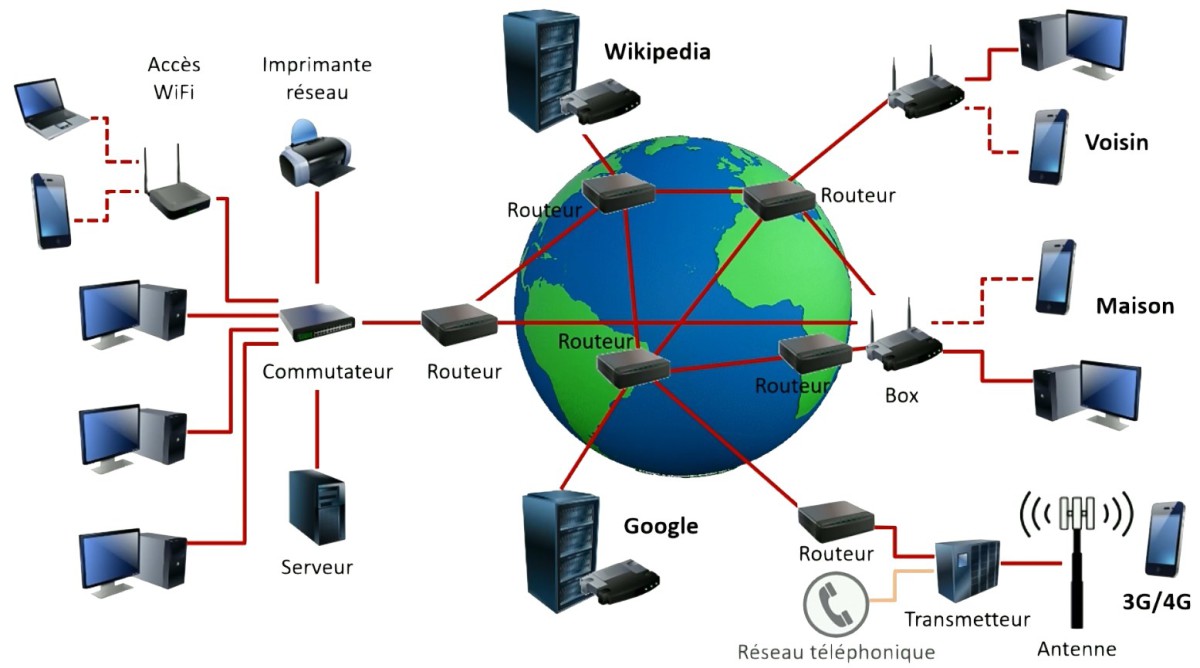 Accès
WiFi
Imprimante
réseau
Wikipedia
Voisin
Routeur
Routeur
Maison
Routeur
Commutateur
Routeur
Routeur
Box
Serveur
Google
Routeur
3G/4G
Transmetteur
Antenne
Réseau téléphonique